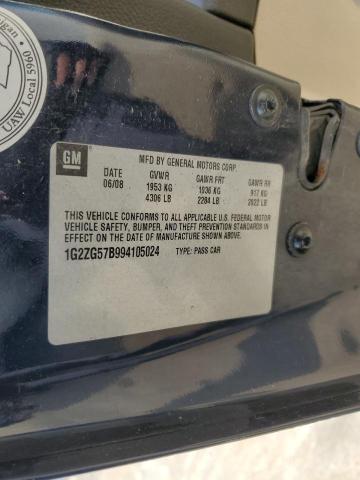 igan
UAW Local 5960
GM
MFD BY GENERAL MOTORS CORP.
DATE GVWR GAWR FRT GAWR RR
06/08 1953 KG 1036 KG 917 KG
4306 LB 2284 LB 2022 LB
THIS VEHICLE CONFORMS TO ALL APPLICABLE U.S. FEDERAL MOTOR
VEHICLE SAFETY, BUMPER, AND THEFT PREVENTION STANDARDS IN
EFFECT ON THE DATE OF MANUFACTURE SHOWN ABOVE.
1G2ZG57B994105024 TYPE: PASS CAR